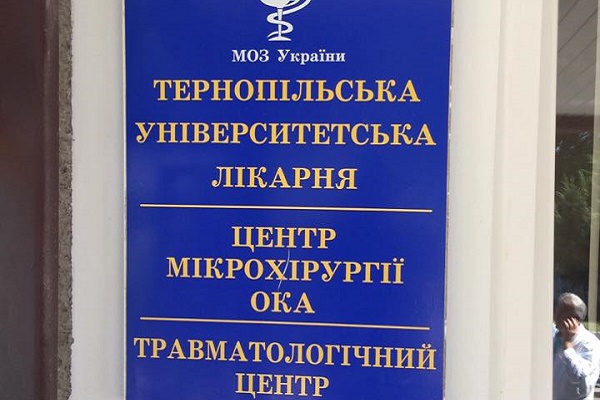 МОЗ України
ТЕРНОПІЛЬСЬКА
УНІВЕРСИТЕТСЬКА
ЛІКАРНЯ
ЦЕНТР
МІКРОХІРУРГІЇ
ОКА
ТРАВМАТОЛОГІЧНИЙ
ЦЕНТР